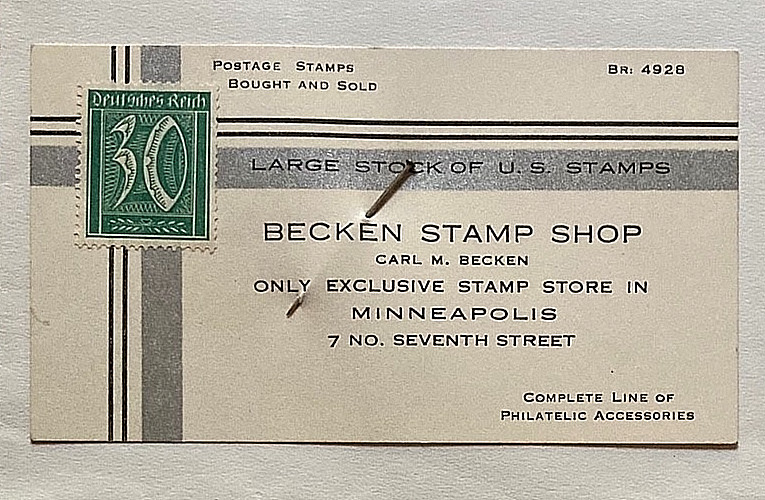 Postage Stamps
Bought and Sold
Br: 4928
Deutsches Reich
30
LARGE STOCK OF U.S. STAMPS
BECKEN STAMP SHOP
CARL M. BECKEN
ONLY EXCLUSIVE STAMP STORE IN
MINNEAPOLIS
7 NO. SEVENTH STREET
Complete Line of
Philatelic Accessories